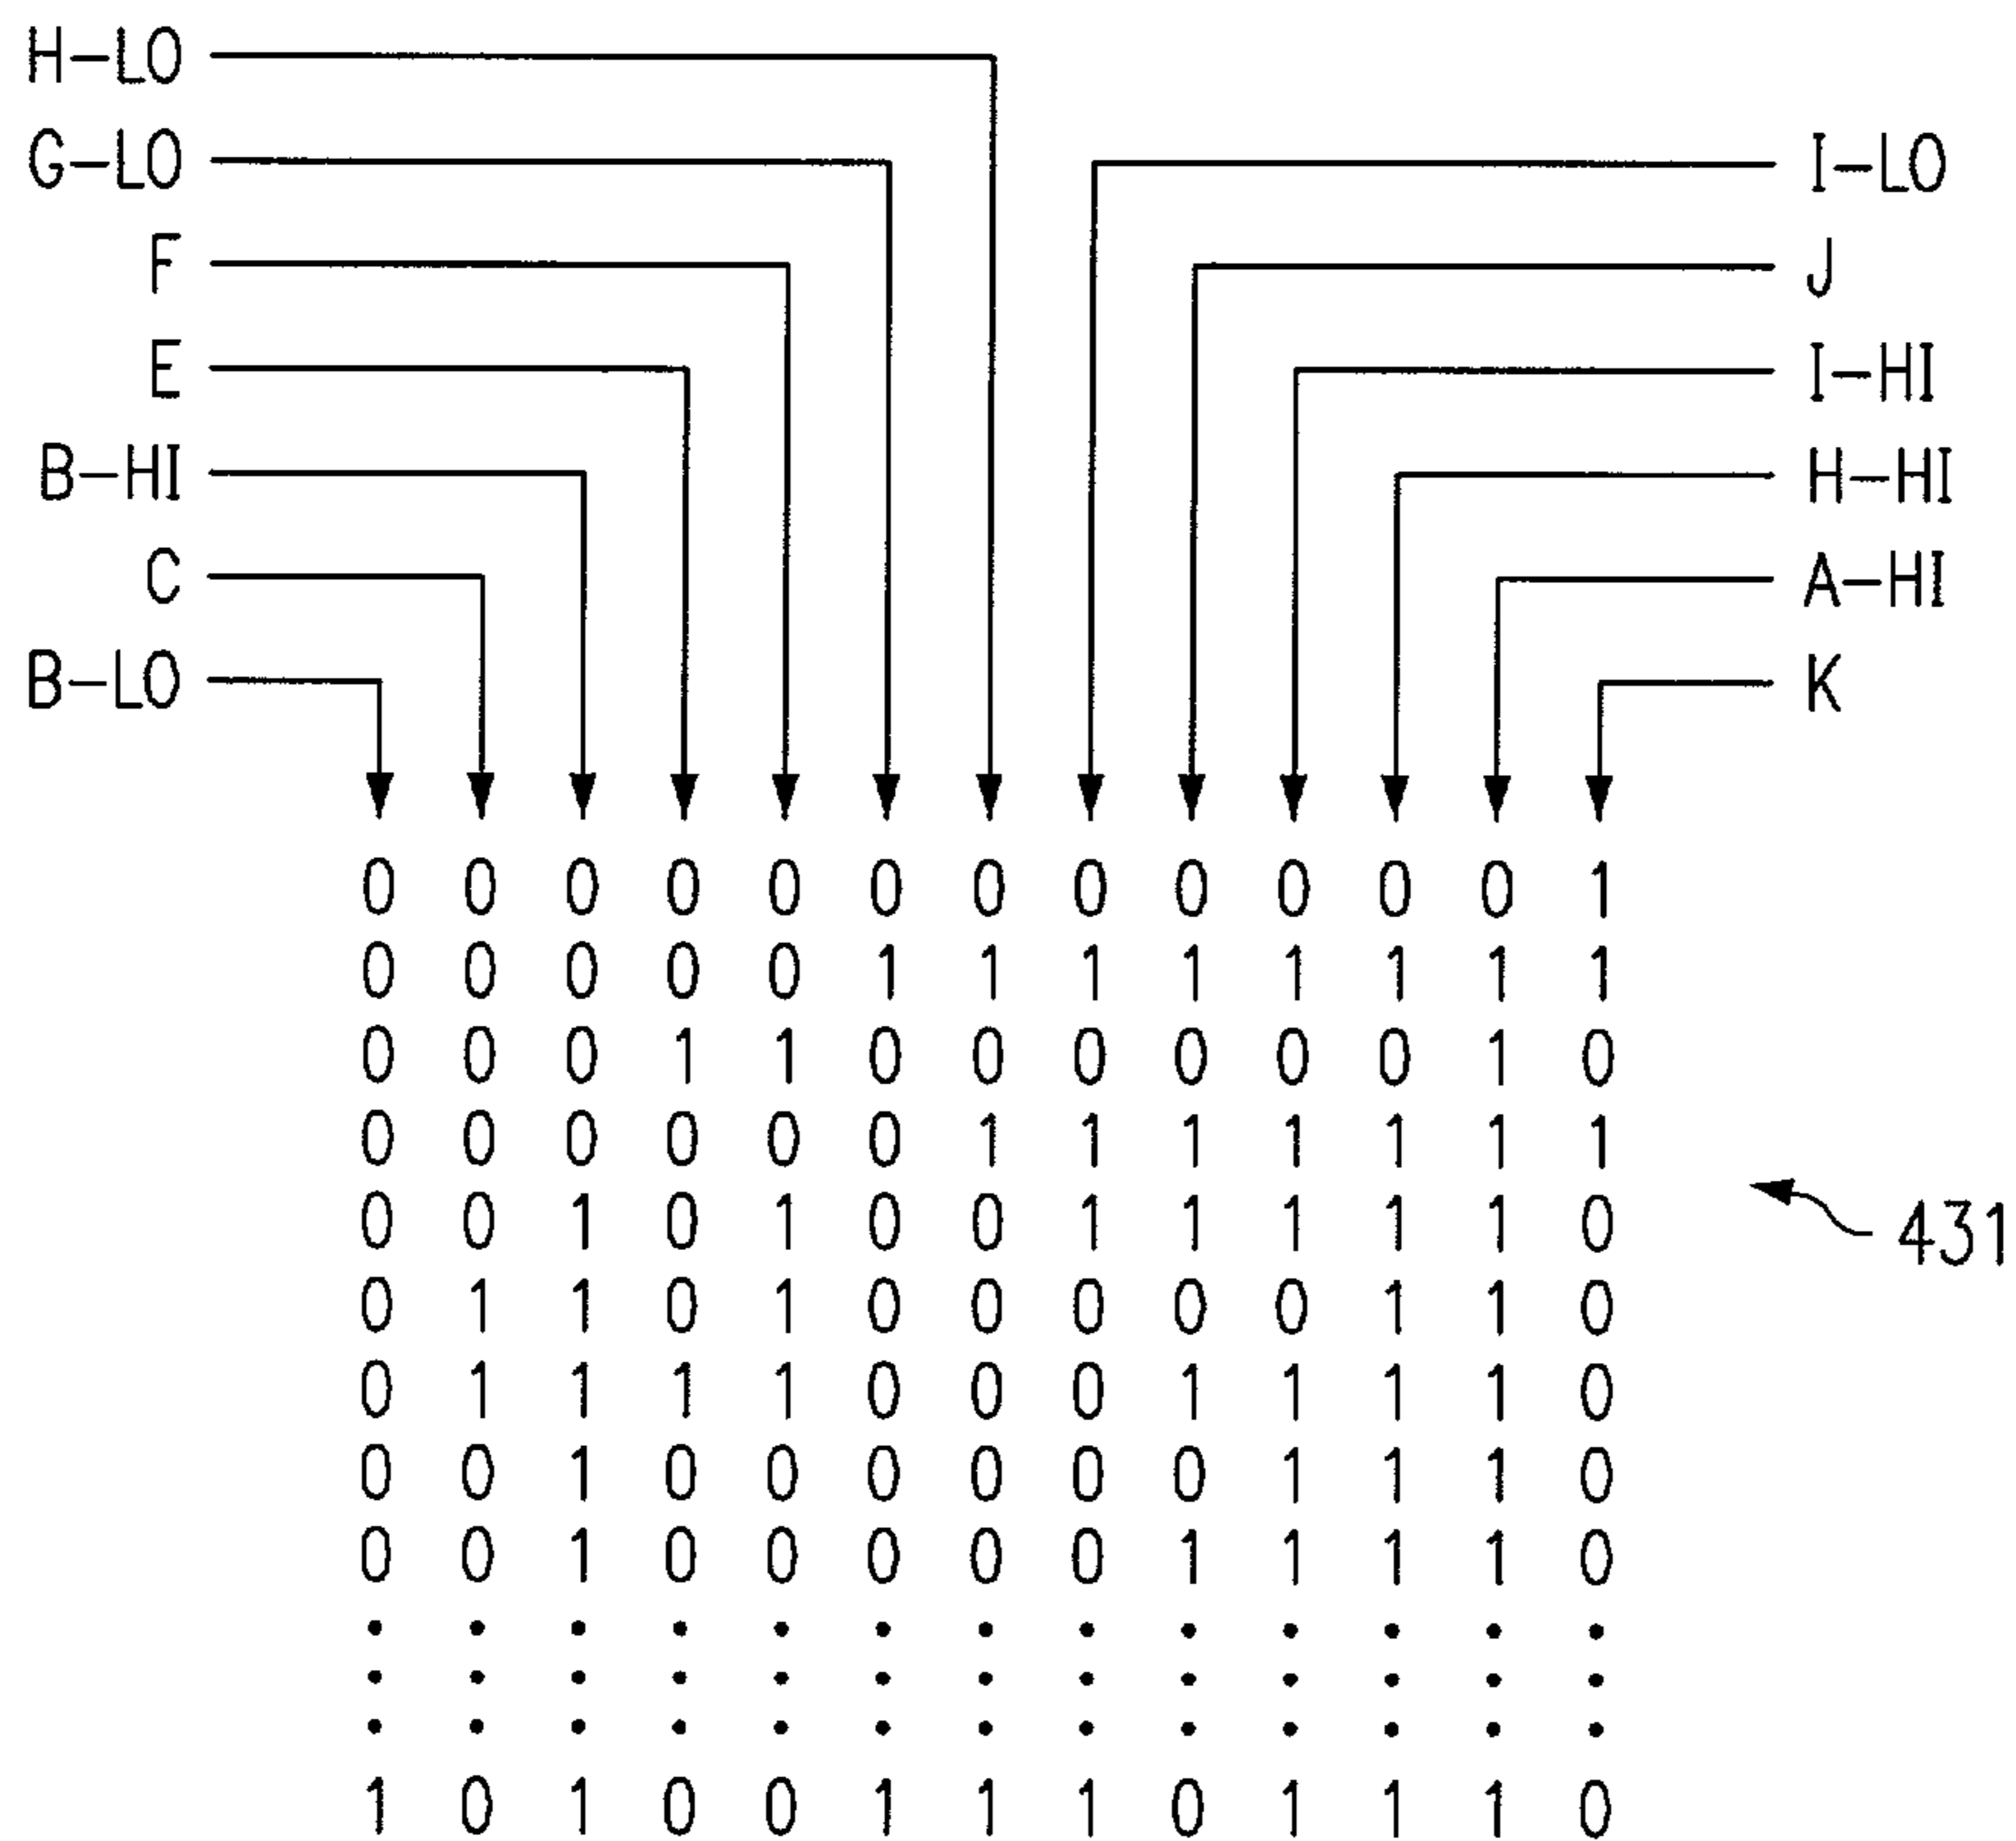 H-LO
G-LO I-LO
F J
E I-HI
B-HI H-HI
C A-HI
B-LO K
0 0 0 0 0 0 0 0 0 0 0 0 1
0 0 0 0 0 1 1 1 1 1 1 1 1
0 0 0 1 1 0 0 0 0 0 0 1 0
0 0 0 0 0 0 1 1 1 1 1 1 1
0 0 1 0 1 0 0 1 1 1 1 1 0
431
0 1 1 0 1 0 0 0 0 0 1 1 0
0 1 1 1 1 0 0 0 1 1 1 1 0
0 0 1 0 0 0 0 0 0 1 1 1 0
0 0 1 0 0 0 0 0 1 1 1 1 0
1 0 1 0 0 1 1 1 0 1 1 1 0